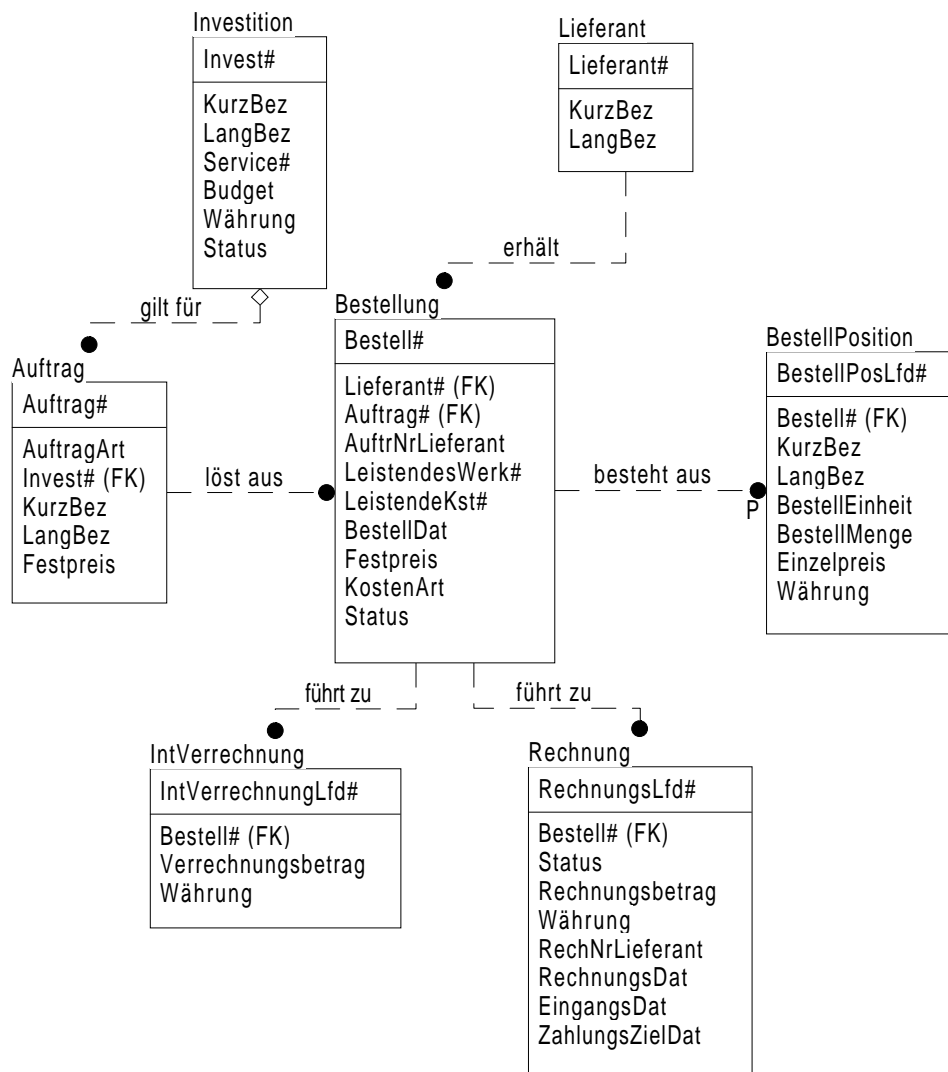 Investition
Invest#
KurzBez
LangBez
Service#
Budget
Währung
Status
Lieferant
Lieferant#
KurzBez
LangBez
erhält
gilt für
Auftrag
Auftrag#
AuftragArt
Invest# (FK)
KurzBez
LangBez
Festpreis
löst aus
Bestellung
Bestell#
Lieferant# (FK)
Auftrag# (FK)
AuftrNrLieferant
LeistendesWerk#
LeistendeKst#
BestellDat
Festpreis
KostenArt
Status
besteht aus
P
BestellPosition
BestellPosLfd#
Bestell# (FK)
KurzBez
LangBez
BestellEinheit
BestellMenge
Einzelpreis
Währung
führt zu
führt zu
IntVerrechnung
IntVerrechnungLfd#
Bestell# (FK)
Verrechnungsbetrag
Währung
Rechnung
RechnungsLfd#
Bestell# (FK)
Status
Rechnungsbetrag
Währung
RechNrLieferant
RechnungsDat
EingangsDat
ZahlungsZielDat